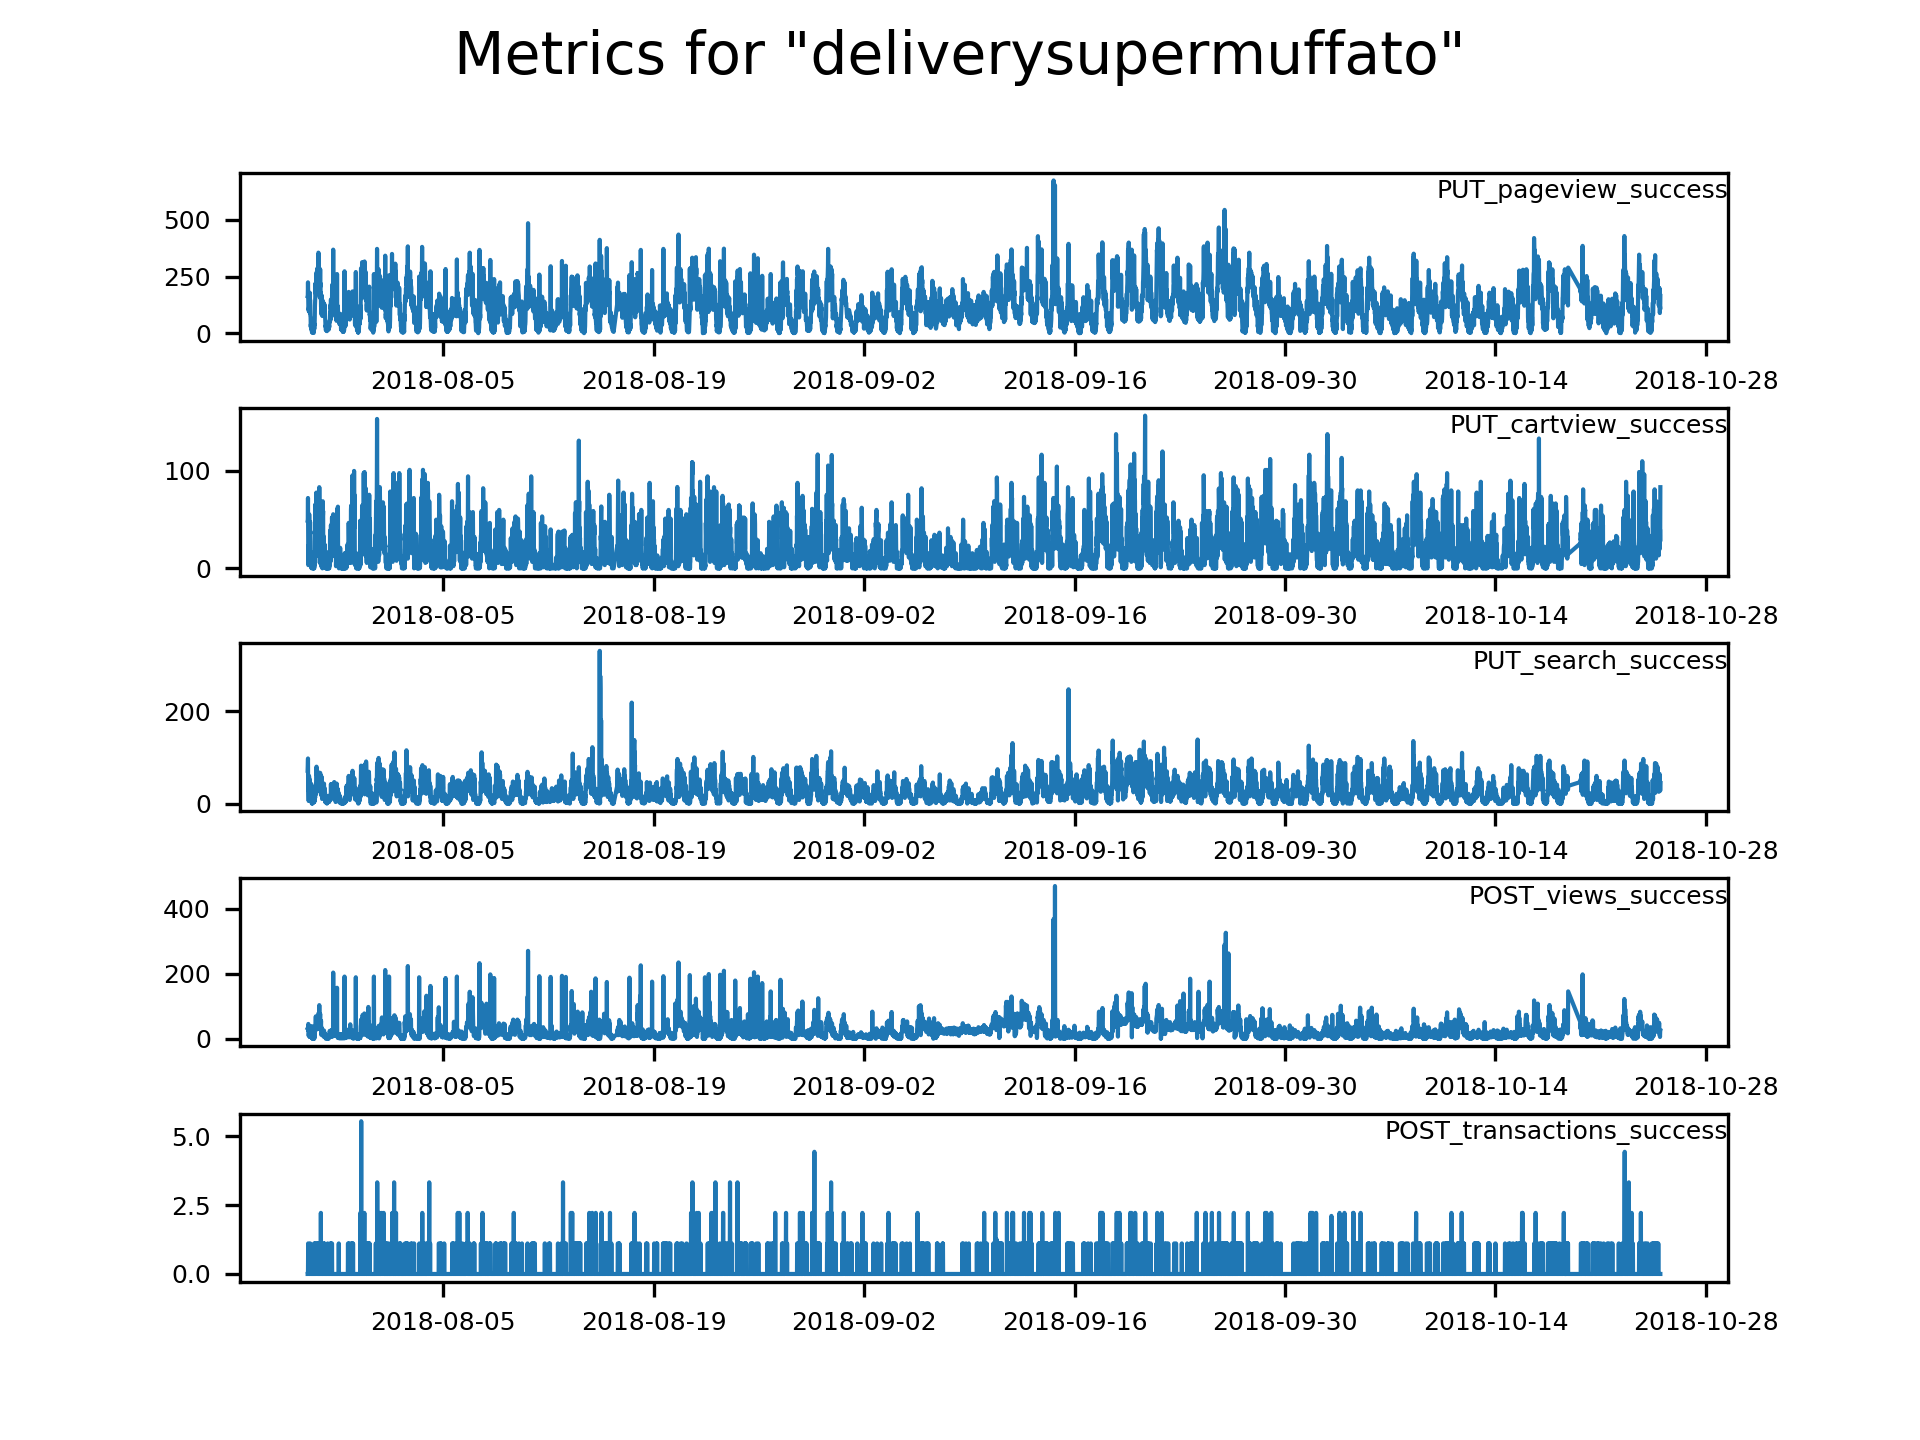 Metrics for "deliverysupermuffato"
PUT_pageview_success
500
250
0
2018-08-05 2018-08-19 2018-09-02 2018-09-16 2018-09-30 2018-10-14 2018-10-28
PUT_cartview_success
100
0
2018-08-05 2018-08-19 2018-09-02 2018-09-16 2018-09-30 2018-10-14 2018-10-28
PUT_search_success
200
0
2018-08-05 2018-08-19 2018-09-02 2018-09-16 2018-09-30 2018-10-14 2018-10-28
POST_views_success
400
200
0
2018-08-05 2018-08-19 2018-09-02 2018-09-16 2018-09-30 2018-10-14 2018-10-28
POST_transactions_success
5.0
2.5
0.0
2018-08-05 2018-08-19 2018-09-02 2018-09-16 2018-09-30 2018-10-14 2018-10-28